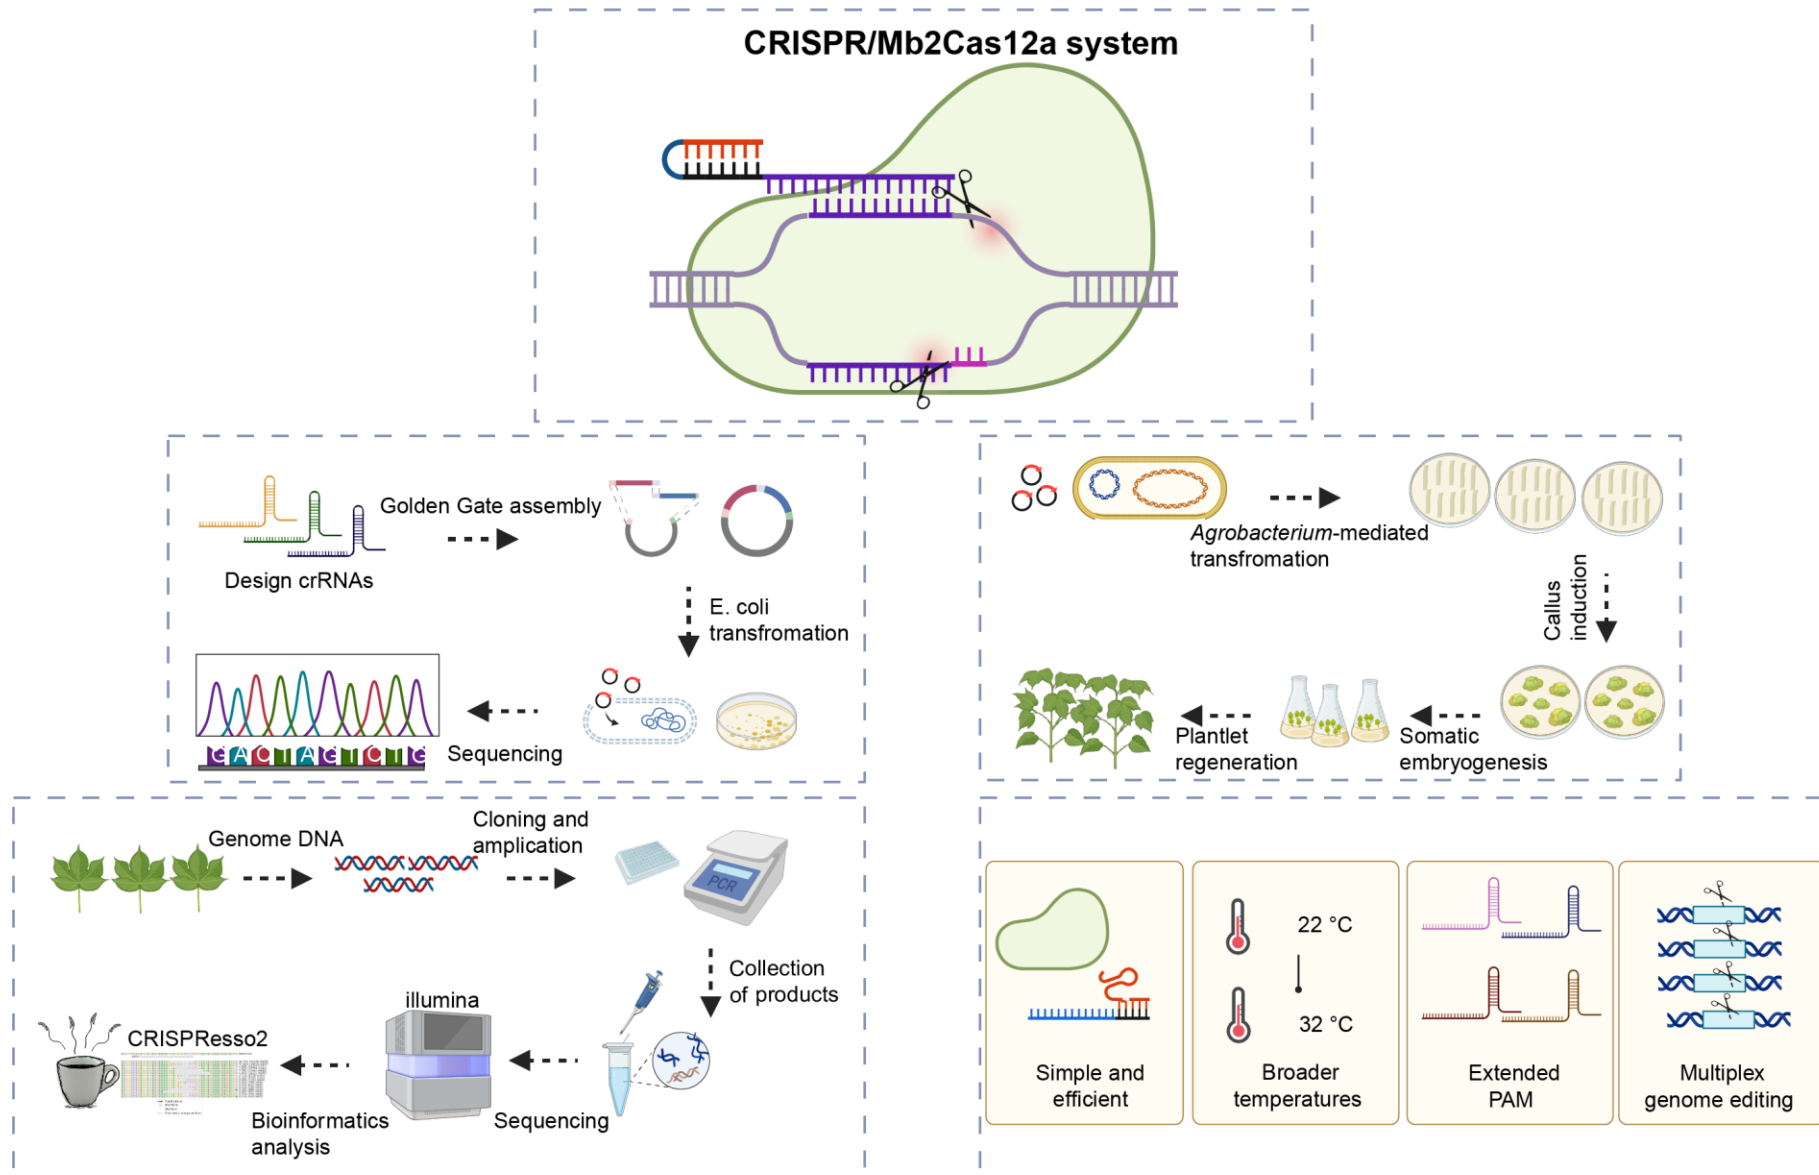 CRISPR/Mb2Cas12a system
Golden Gate assembly
Design crRNAs
E. coli
transfromation
Sequencing
GACTAGTCTG
Agrobacterium-mediated
transfromation
Callus
induction
Somatic
embryogenesis
Plantlet
regeneration
Genome DNA
Cloning and
amplication
PCR
Collection
of products
Sequencing
illumina
Bioinformatics
analysis
CRISPResso2
Simple and
efficient
22 °C
32 °C
Broader
temperatures
Extended
PAM
Multiplex
genome editing